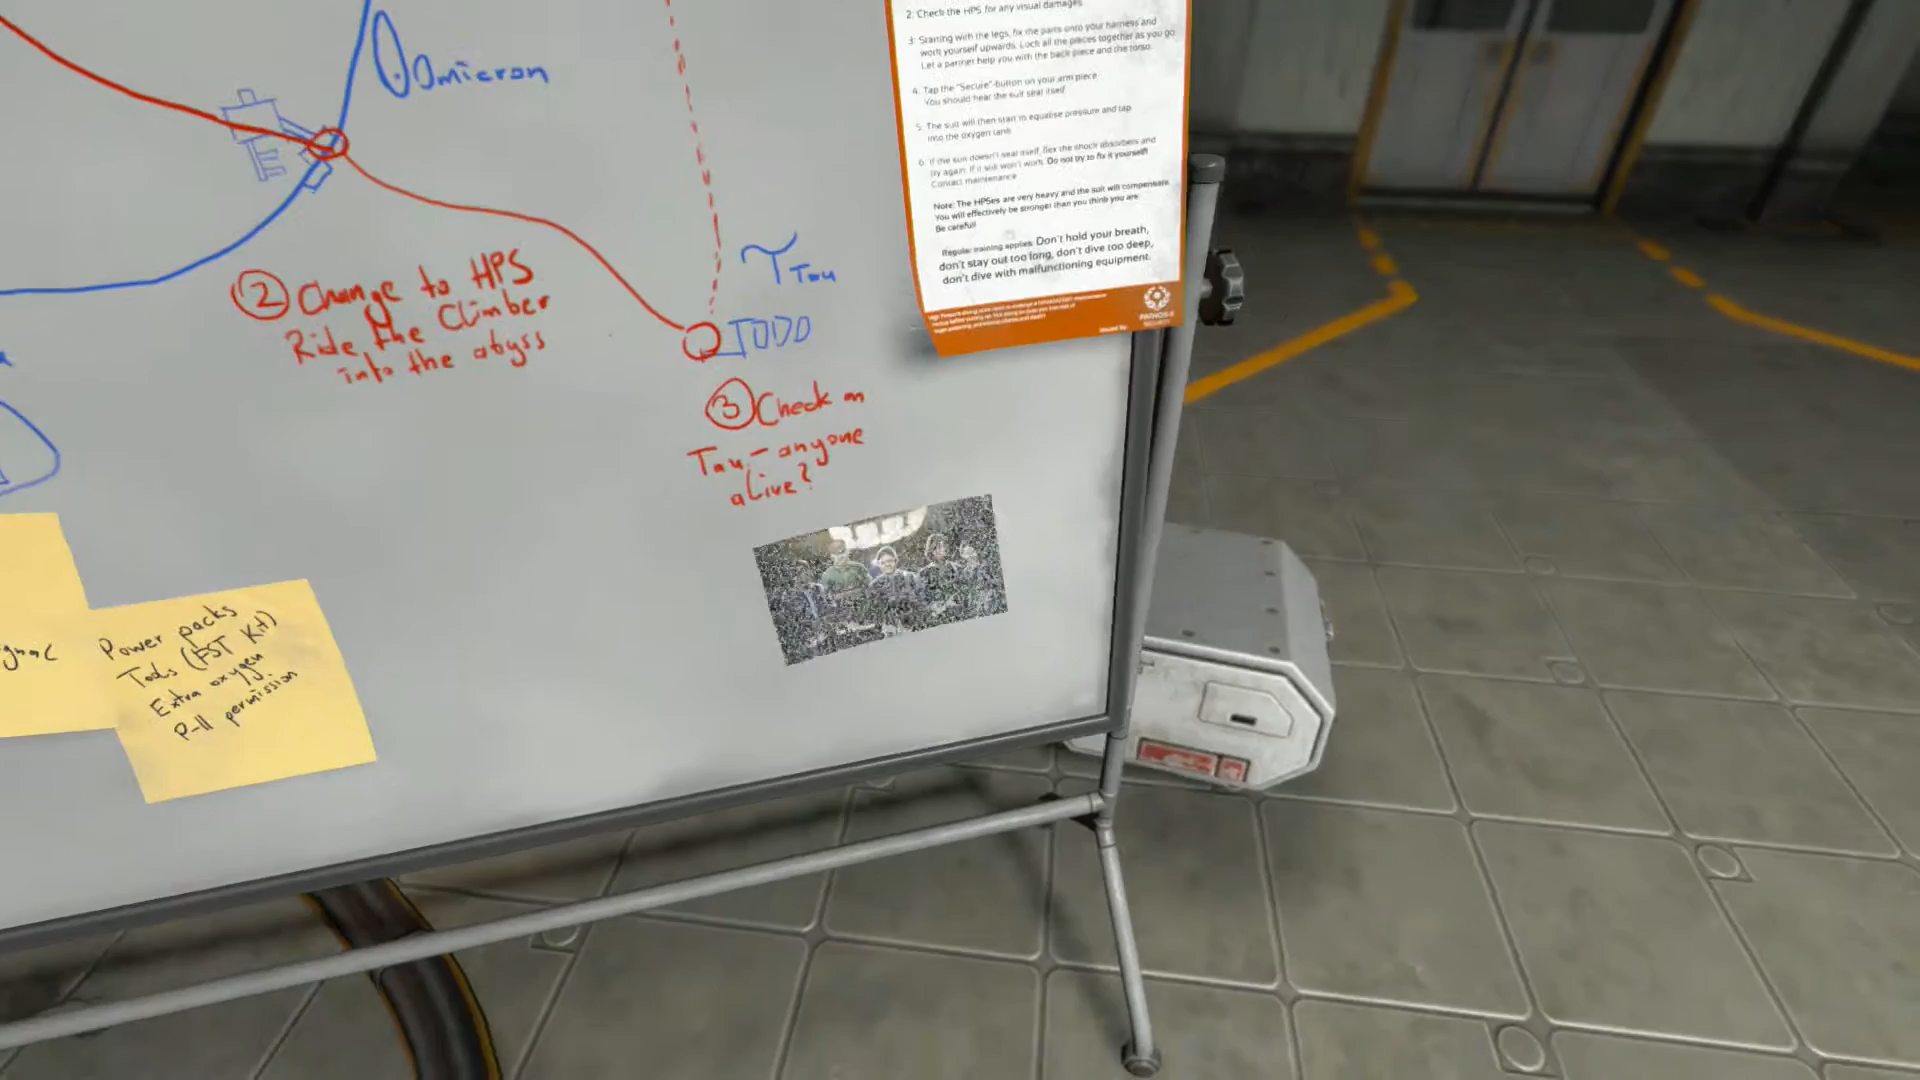 Omicron
② Change to HPS
Ride the Climber
into the abyss
Tau
TODD
③ Check on
Tau - anyone
alive?
2. Check the HPS for any visual damages
3. Starting with the legs, fix the parts onto your harness and
work yourself upwards. Lock all the pieces together as you go
Let a partner help you with the back piece and the torso.
4. Tap the "Secure"-button on your arm piece
You should hear the suit seal itself
5. The suit will then start to equalise pressure and tap
into the oxygen tank
6. If the suit doesn't seal itself, flex the shock absorbers and
try again. If it still won't work. Do not try to fix it yourself!
Contact maintenance
Note: The HPSes are very heavy and the suit will compensate.
You will effectively be stronger than you think you are
Be careful!
Regular training applies: Don't hold your breath,
don't stay out too long, don't dive too deep,
don't dive with malfunctioning equipment.
Issued by
PATHOS-II
SECURITY
Power packs
Tools (FST Kit)
Extra oxygen
P-II permission